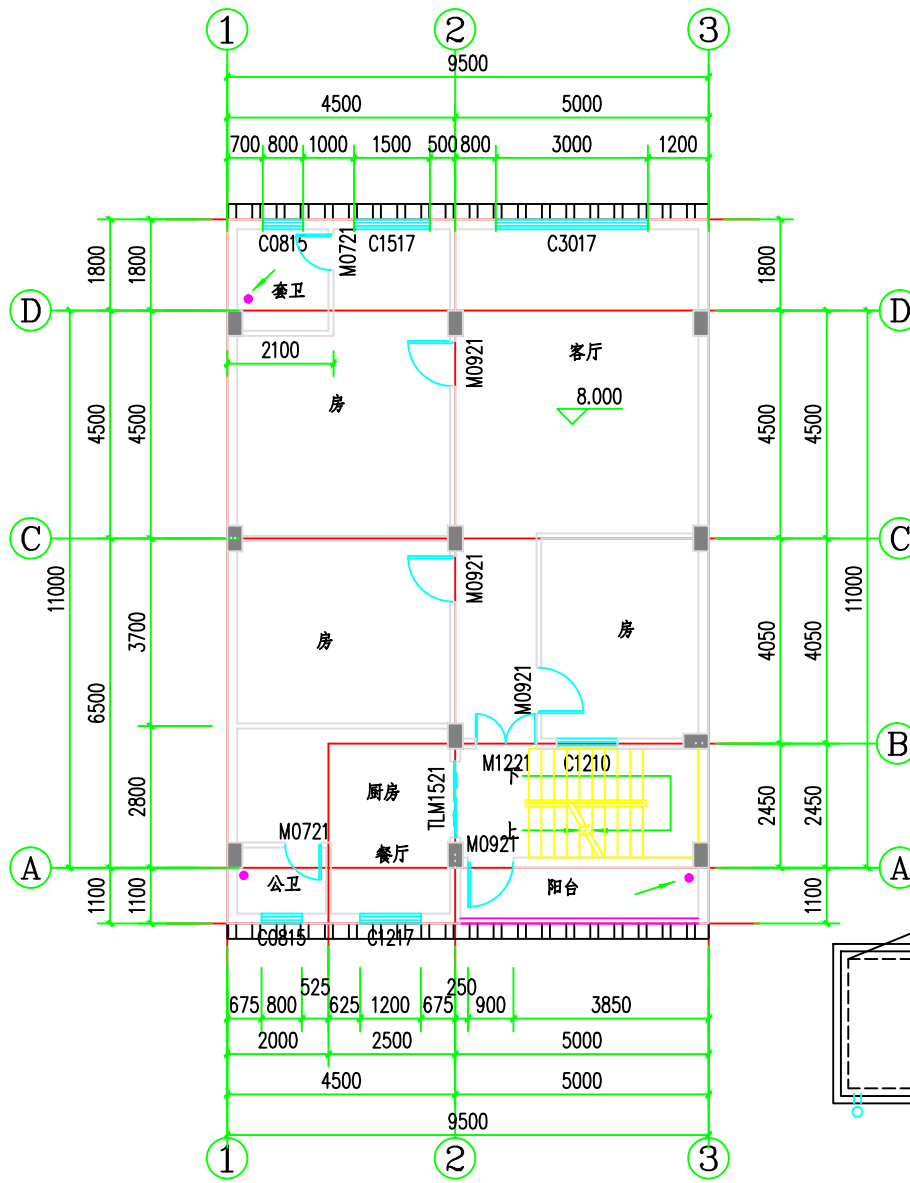 1 2 3
9500
4500 5000
700 800 1000 1500 500 800 3000 1200
C0815 M0721 C1517 C3017
1800 1800 1800
套卫
D D
2100
M0921
客厅
房
8.000
4500 4500 4500 4500
C C
11000 11000
M0921
3700
房 房
4050 4050
6500
M0921
B
M1221 C1210
下
厨房
TLM1521
2800
2450 2450
上
M0721
餐厅
M0921
A A
公卫
阳台
1100 1100 1100
C0815 C1217
525 250
675 800 625 1200 675 900 3850
2000 2500 5000
4500 5000
9500
1 2 3